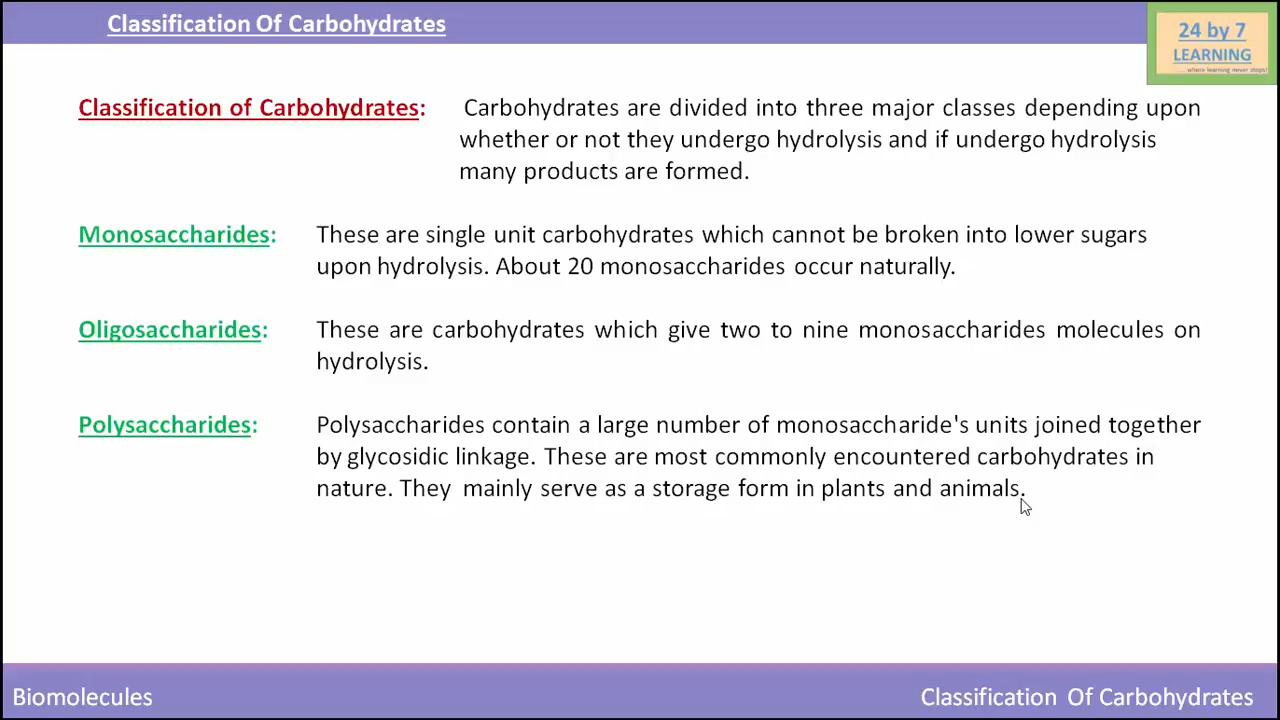 Classification Of Carbohydrates
24 by 7
LEARNING
....where learning never stops!
Classification of Carbohydrates: Carbohydrates are divided into three major classes depending upon
whether or not they undergo hydrolysis and if undergo hydrolysis
many products are formed.
Monosaccharides: These are single unit carbohydrates which cannot be broken into lower sugars
upon hydrolysis. About 20 monosaccharides occur naturally.
Oligosaccharides: These are carbohydrates which give two to nine monosaccharides molecules on
hydrolysis.
Polysaccharides: Polysaccharides contain a large number of monosaccharide's units joined together
by glycosidic linkage. These are most commonly encountered carbohydrates in
nature. They mainly serve as a storage form in plants and animals.
Biomolecules
Classification Of Carbohydrates